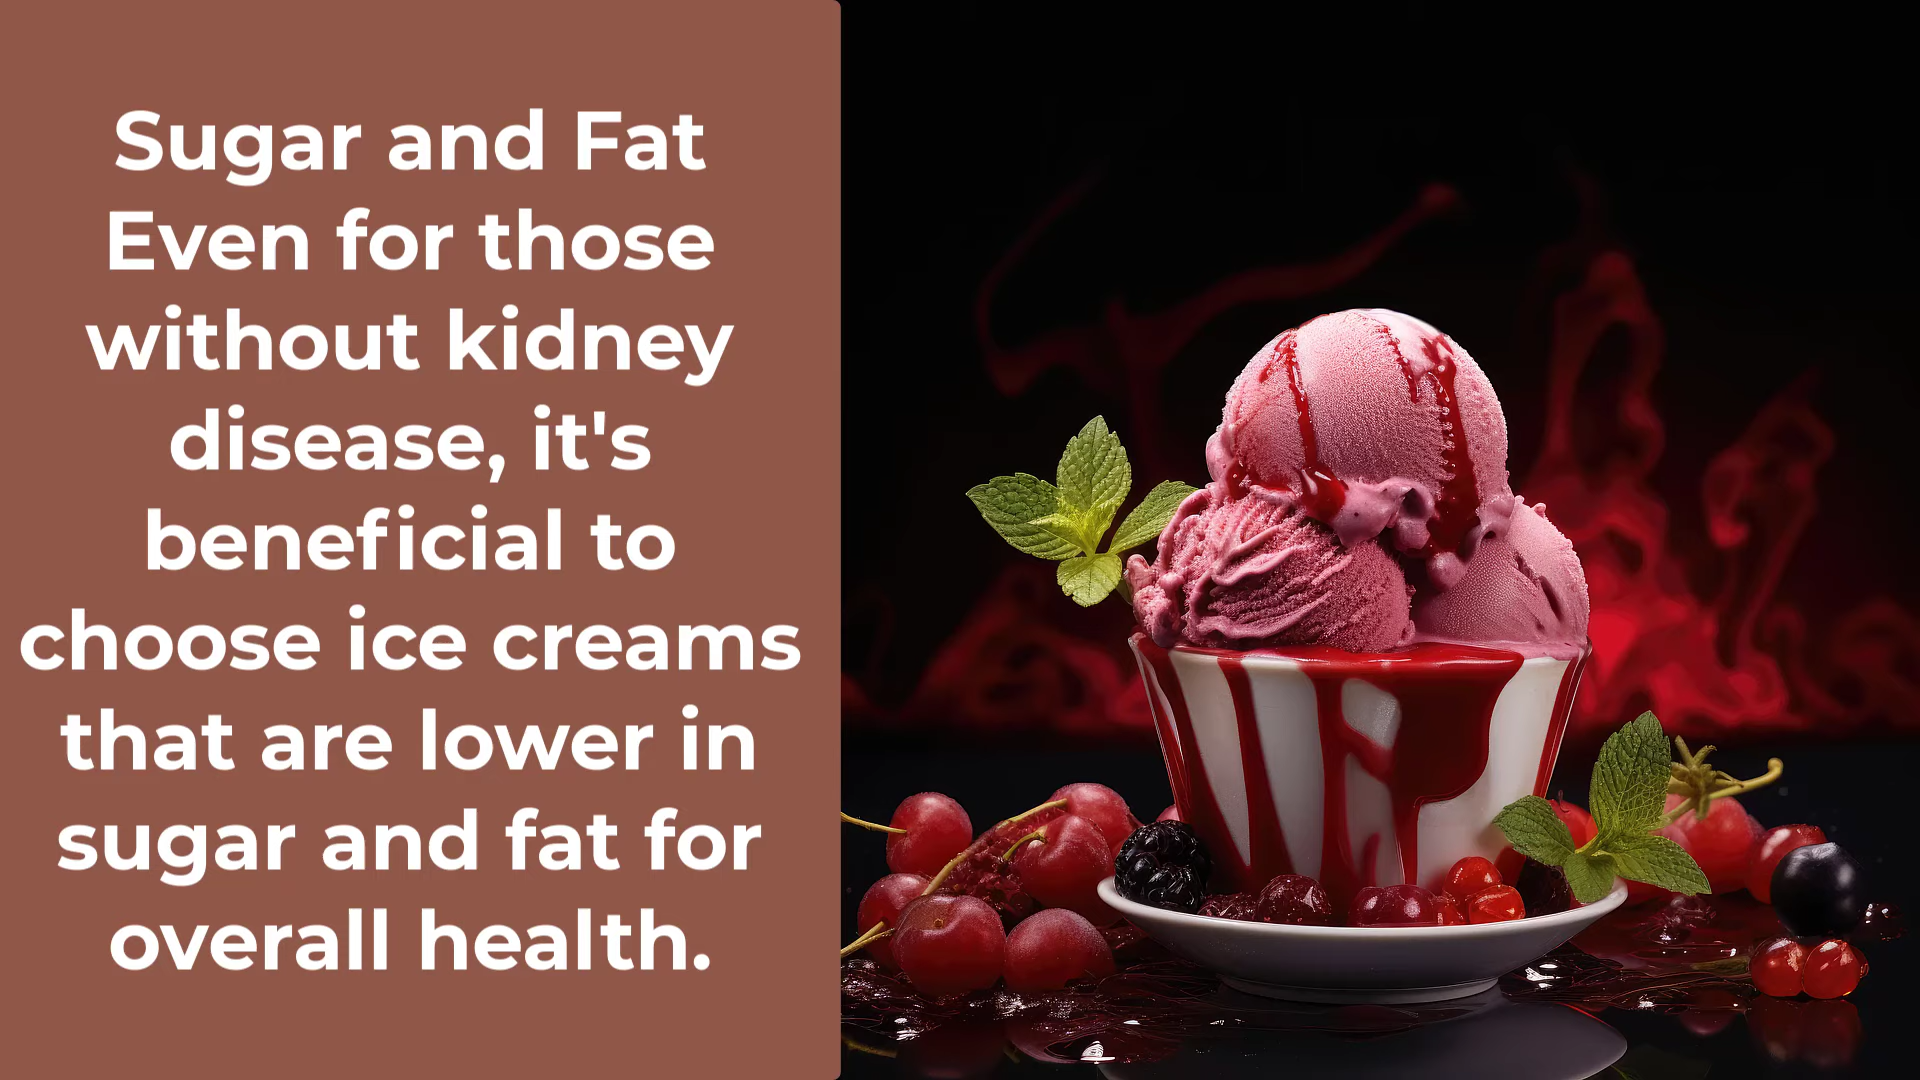 Sugar and Fat
Even for those
without kidney
disease, it's
beneficial to
choose ice creams
that are lower in
sugar and fat for
overall health.